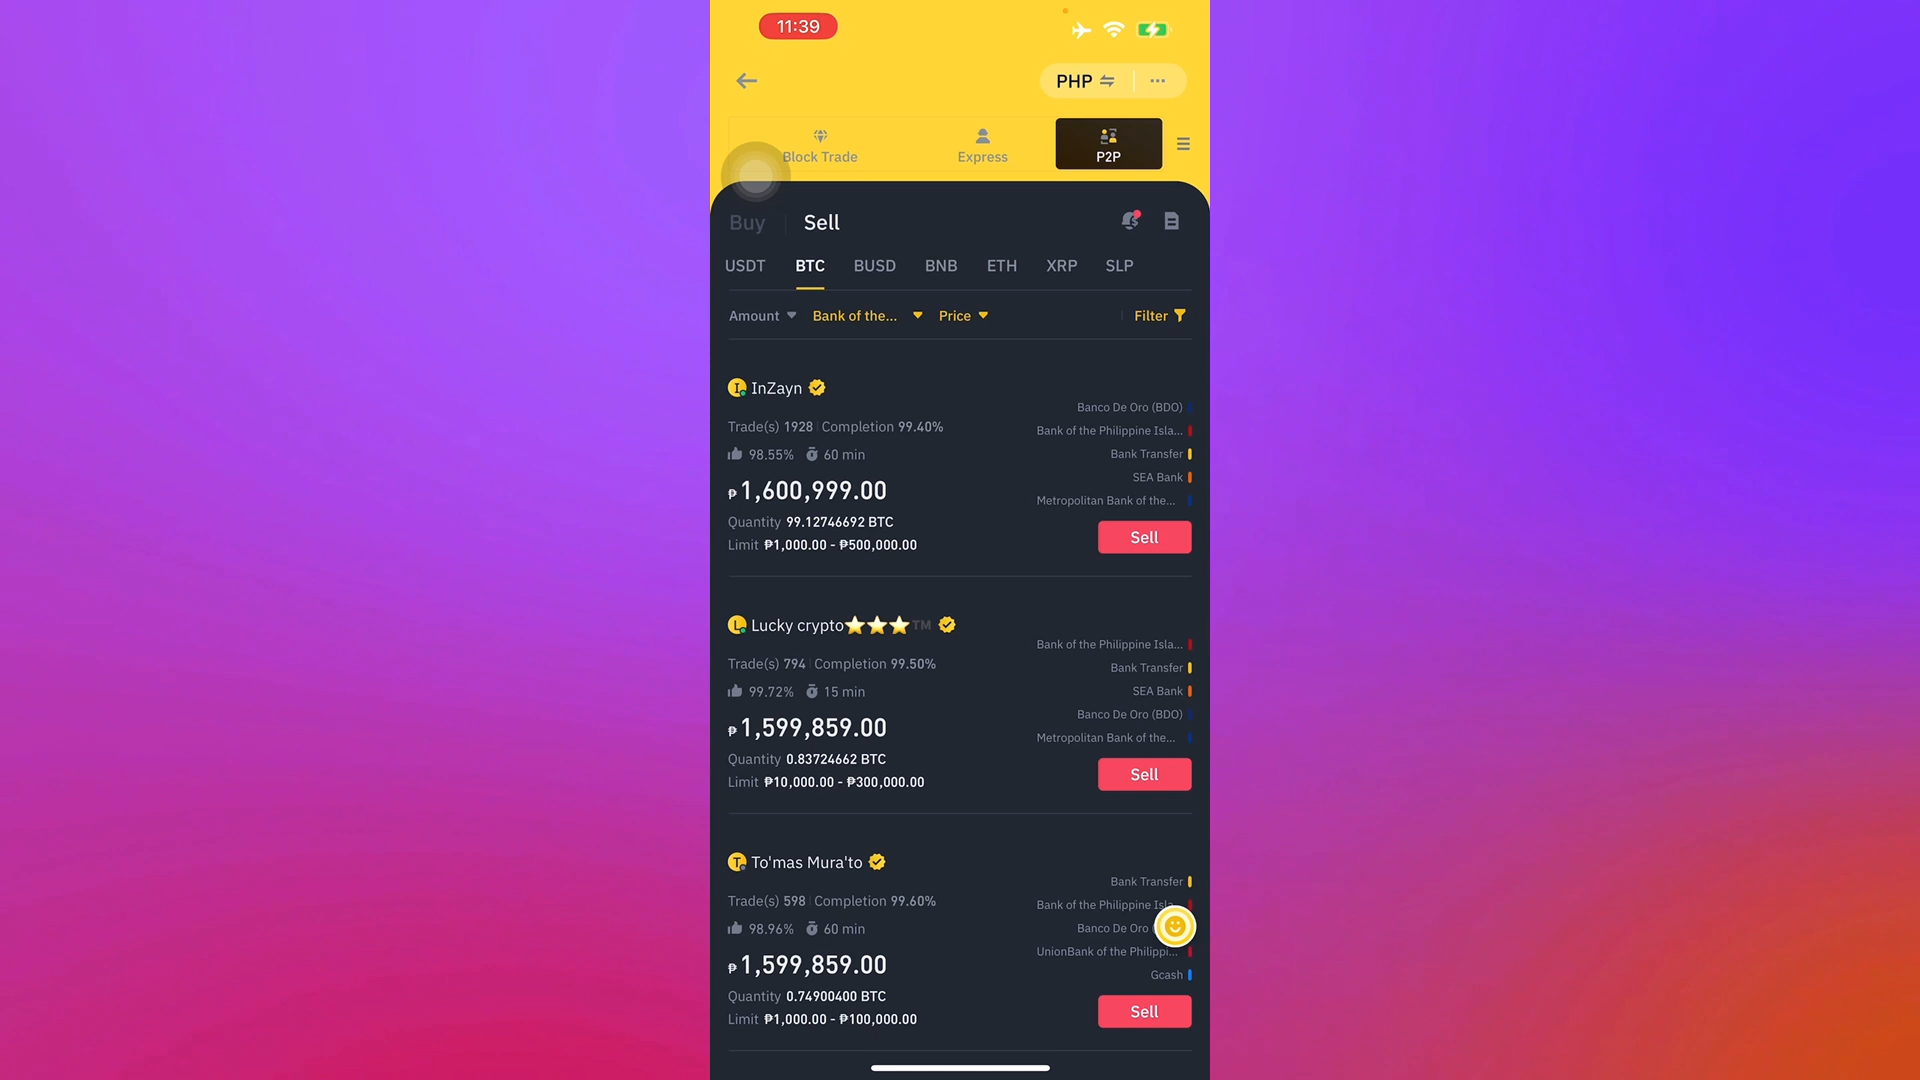 11:39
PHP
Block Trade
Express
P2P
Buy
Sell
USDT BTC BUSD BNB ETH XRP SLP
Amount Bank of the... Price Filter
InZayn
Banco De Oro (BDO)
Trade(s) 1928 Completion 99.40%
Bank of the Philippine Isla...
98.55% 60 min
Bank Transfer
SEA Bank
₱ 1,600,999.00
Metropolitan Bank of the...
Quantity 99.12746692 BTC
Limit ₱1,000.00 - ₱500,000.00
Sell
Lucky crypto⭐⭐⭐TM
Bank of the Philippine Isla...
Trade(s) 794 Completion 99.50%
Bank Transfer
99.72% 15 min
SEA Bank
Banco De Oro (BDO)
₱ 1,599,859.00
Metropolitan Bank of the...
Quantity 0.83724662 BTC
Limit ₱10,000.00 - ₱300,000.00
Sell
To'mas Mura'to
Bank Transfer
Trade(s) 598 Completion 99.60%
Bank of the Philippine Isla
98.96% 60 min
Banco De Oro
UnionBank of the Philippi...
₱ 1,599,859.00
Gcash
Quantity 0.74900400 BTC
Limit ₱1,000.00 - ₱100,000.00
Sell